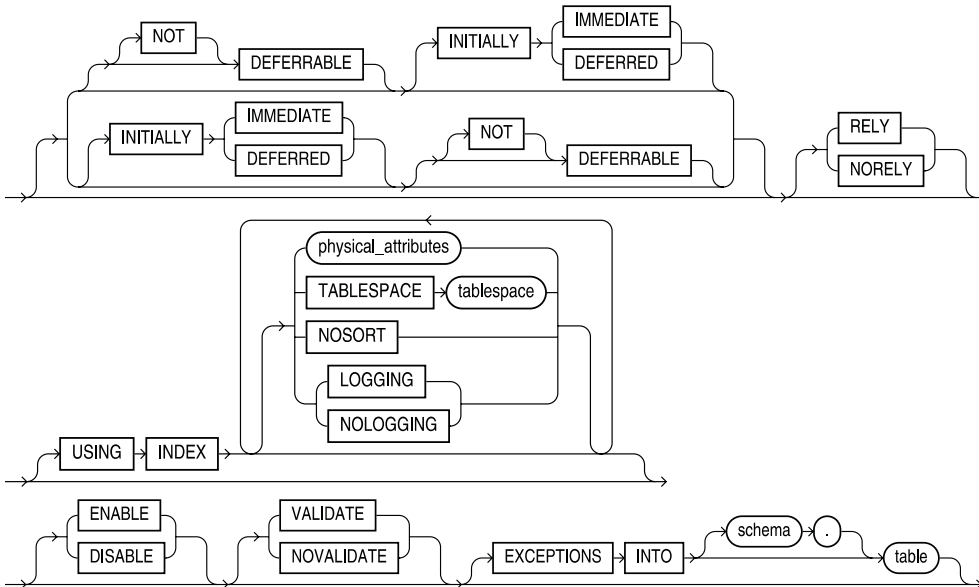 NOT
DEFERRABLE
INITIALLY
IMMEDIATE
DEFERRED
INITIALLY
IMMEDIATE
DEFERRED
NOT
DEFERRABLE
RELY
NORELY
physical_attributes
TABLESPACE tablespace
NOSORT
LOGGING
NOLOGGING
USING INDEX
ENABLE
DISABLE
VALIDATE
NOVALIDATE
EXCEPTIONS INTO
schema .
table